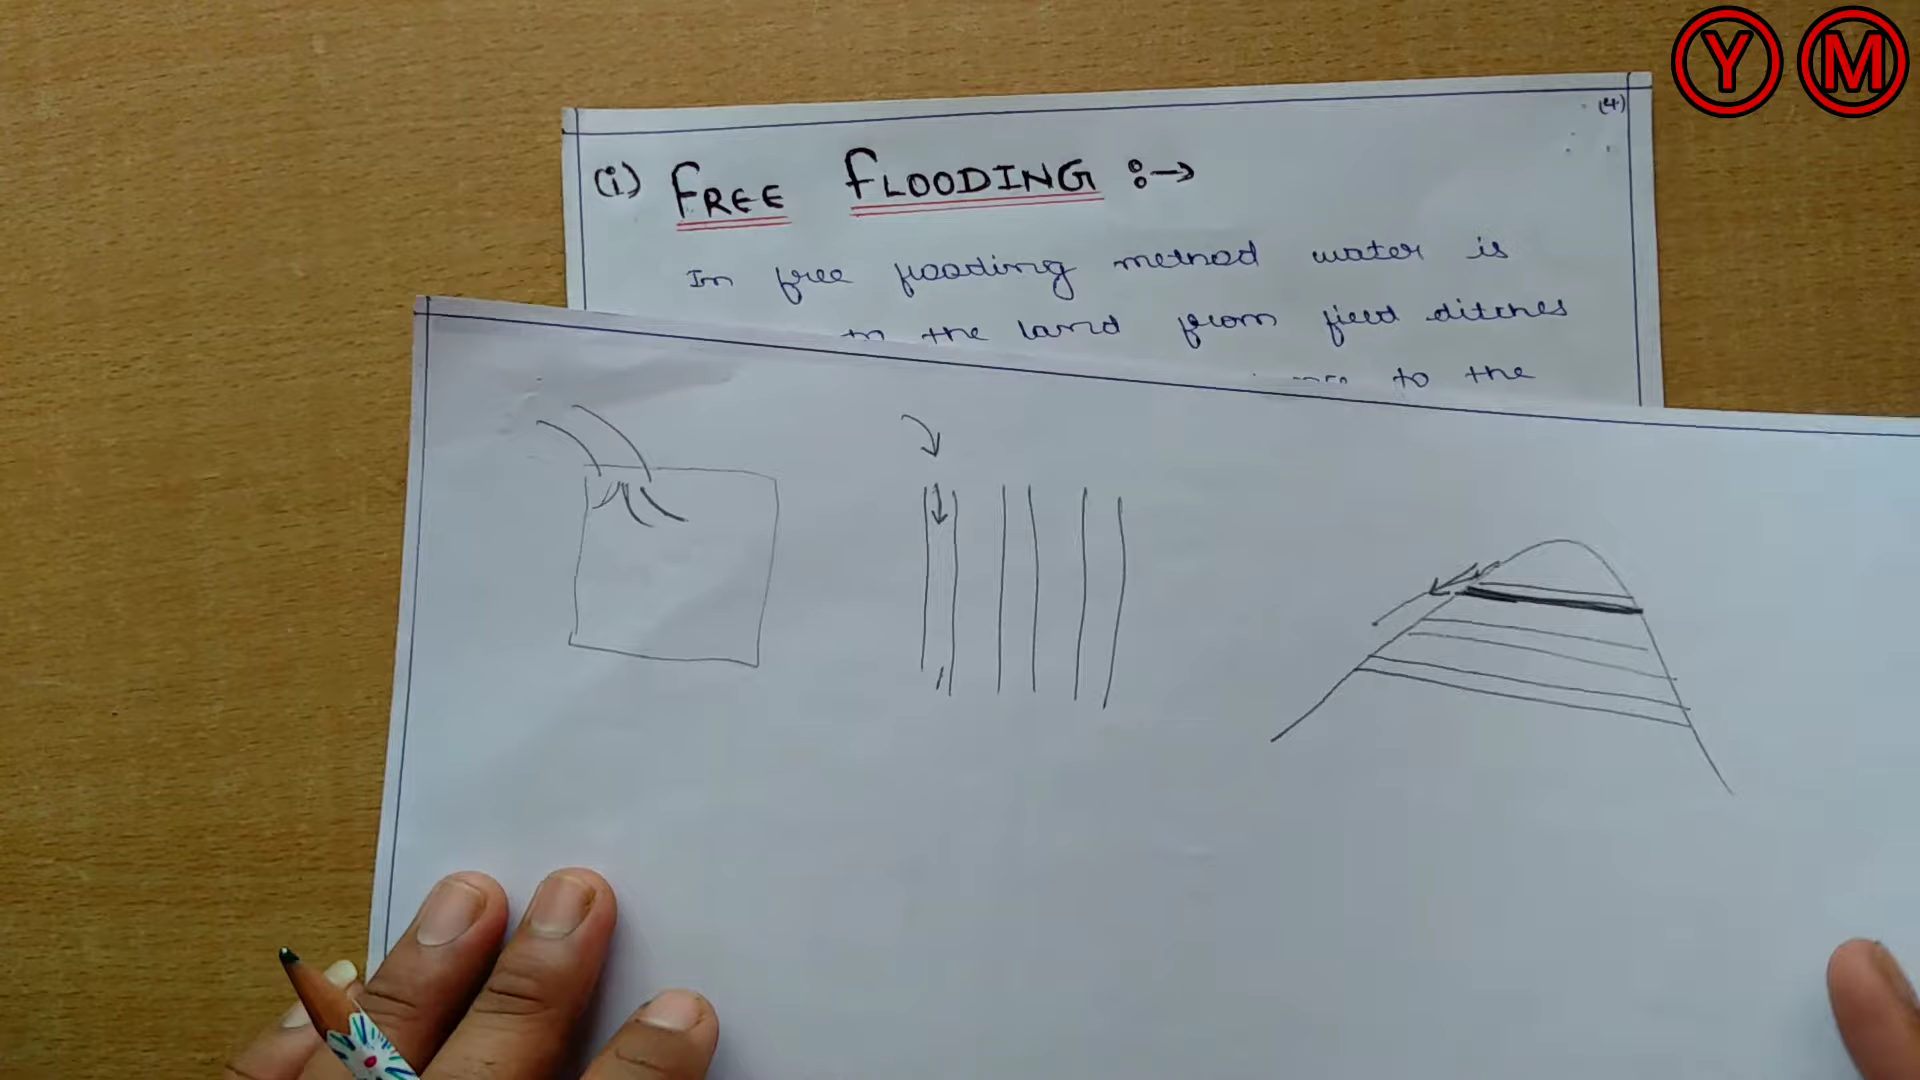 Y M
(4.)
(i) FREE FLOODING :→
In free flooding method water is
the land from field ditches
to the